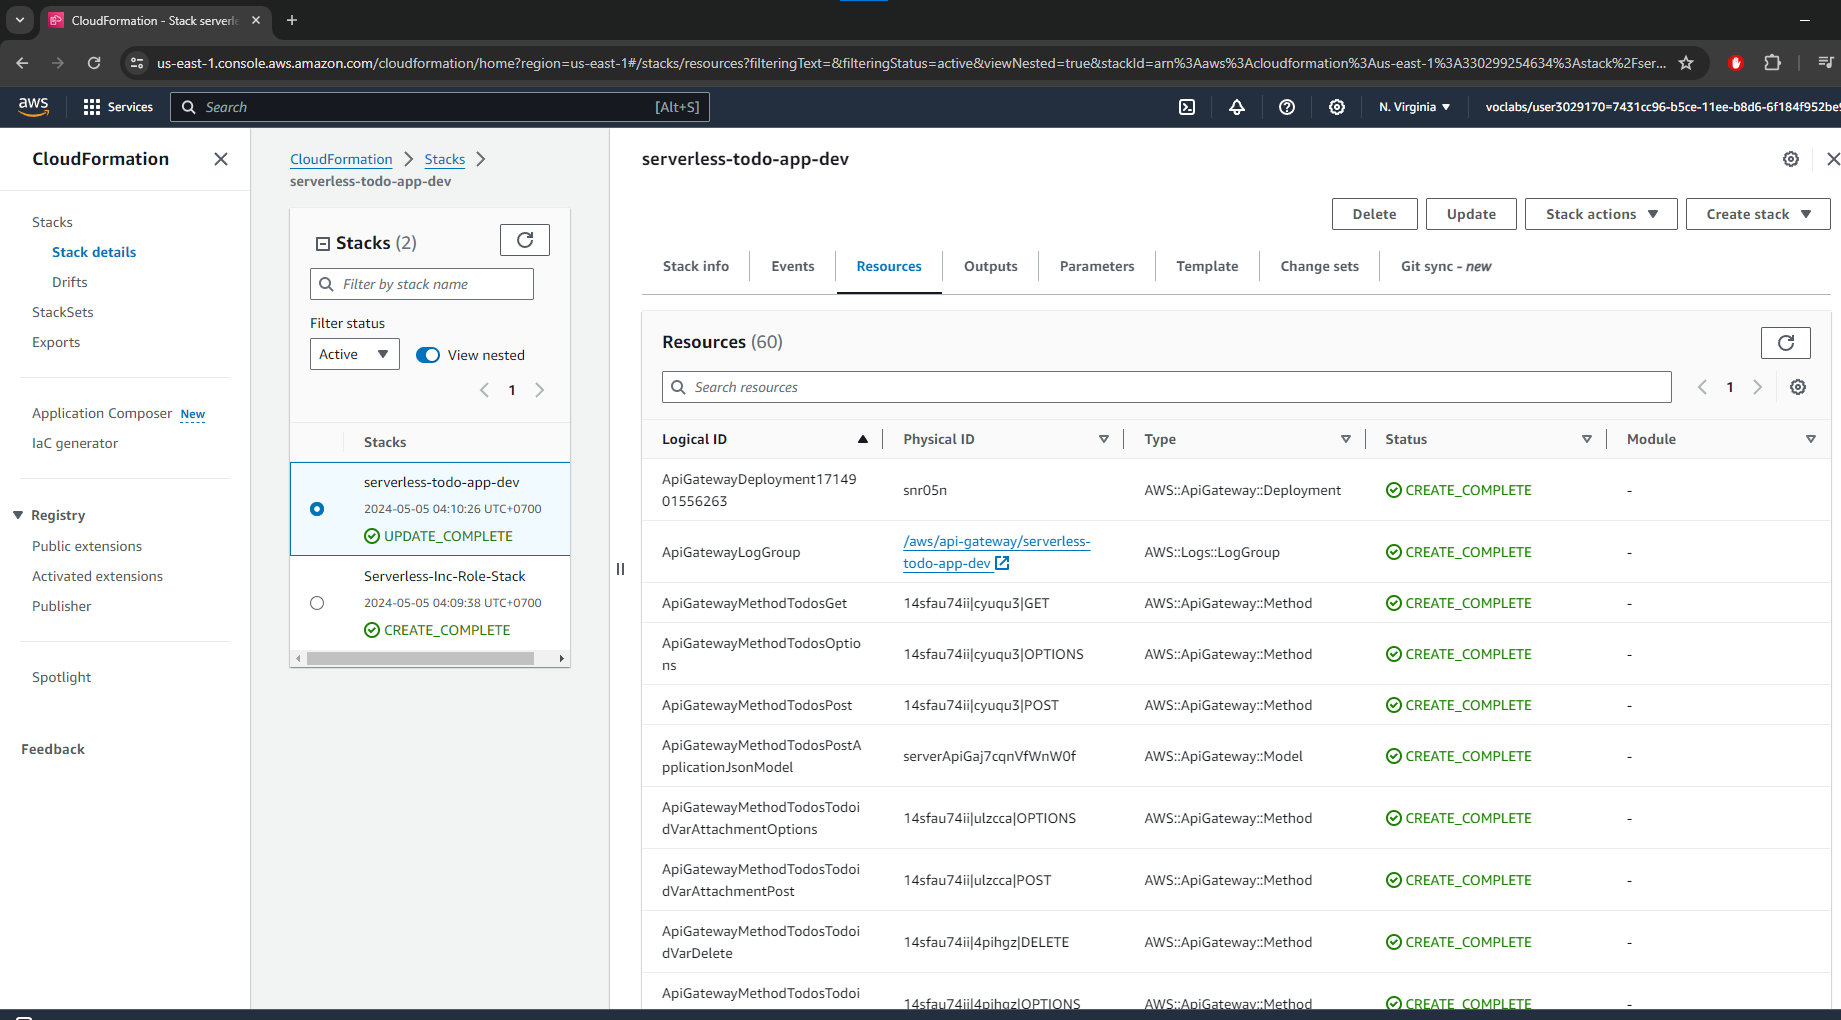 CloudFormation - Stack serverle
us-east-1.console.aws.amazon.com/cloudformation/home?region=us-east-1#/stacks/resources?filteringText=&filteringStatus=active&viewNested=true&stackId=arn%3Aaws%3Acloudformation%3Aus-east-1%3A330299254634%3Astack%2Fser...
aws
Services
Search
[Alt+S]
N. Virginia
voclabs/user3029170=7431cc96-b5ce-11ee-b8d6-6f184f952be9
CloudFormation
Stacks
Stack details
Drifts
StackSets
Exports
Application Composer New
IaC generator
Registry
Public extensions
Activated extensions
Publisher
Spotlight
Feedback
CloudFormation
Stacks
serverless-todo-app-dev
Stacks (2)
Filter by stack name
Filter status
Active
View nested
1
Stacks
serverless-todo-app-dev
2024-05-05 04:10:26 UTC+0700
UPDATE_COMPLETE
Serverless-Inc-Role-Stack
2024-05-05 04:09:38 UTC+0700
CREATE_COMPLETE
serverless-todo-app-dev
Delete
Update
Stack actions
Create stack
Stack info
Events
Resources
Outputs
Parameters
Template
Change sets
Git sync - new
Resources (60)
Search resources
1
Logical ID
Physical ID
Type
Status
Module
ApiGatewayDeployment1714901556263
snr05n
AWS::ApiGateway::Deployment
CREATE_COMPLETE
-
ApiGatewayLogGroup
/aws/api-gateway/serverless-
todo-app-dev
AWS::Logs::LogGroup
CREATE_COMPLETE
-
ApiGatewayMethodTodosGet
14sfau74ii|cyuqu3|GET
AWS::ApiGateway::Method
CREATE_COMPLETE
-
ApiGatewayMethodTodosOptio
ns
14sfau74ii|cyuqu3|OPTIONS
AWS::ApiGateway::Method
CREATE_COMPLETE
-
ApiGatewayMethodTodosPost
14sfau74ii|cyuqu3|POST
AWS::ApiGateway::Method
CREATE_COMPLETE
-
ApiGatewayMethodTodosPostA
pplicationJsonModel
serverApiGaj7cqnVfWnW0f
AWS::ApiGateway::Model
CREATE_COMPLETE
-
ApiGatewayMethodTodosTodoi
dVarAttachmentOptions
14sfau74ii|ulzcca|OPTIONS
AWS::ApiGateway::Method
CREATE_COMPLETE
-
ApiGatewayMethodTodosTodoi
dVarAttachmentPost
14sfau74ii|ulzcca|POST
AWS::ApiGateway::Method
CREATE_COMPLETE
-
ApiGatewayMethodTodosTodoi
dVarDelete
14sfau74ii|4pihgz|DELETE
AWS::ApiGateway::Method
CREATE_COMPLETE
-
ApiGatewayMethodTodosTodoi
14sfau74ii|4pihgz|OPTIONS
AWS::ApiGateway::Method
CREATE_COMPLETE
-